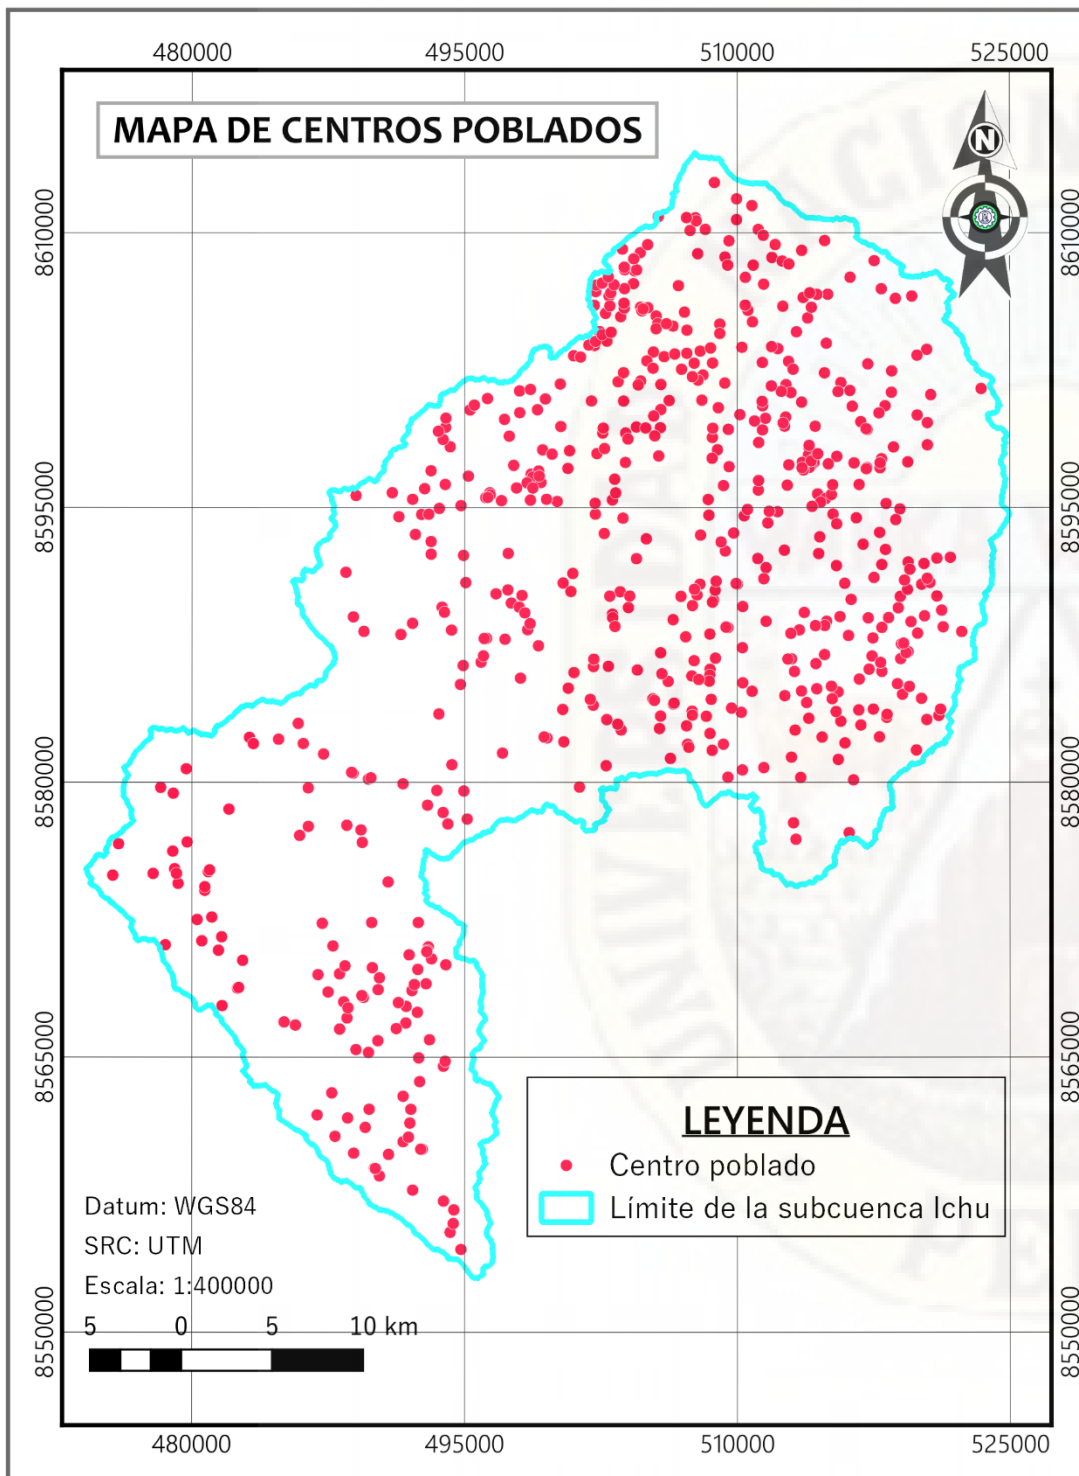 480000 495000 510000 525000
MAPA DE CENTROS POBLADOS
N
8610000 8610000
8595000 8595000
8580000 8580000
8565000 8565000
LEYENDA
Centro poblado
Límite de la subcuenca Ichu
Datum: WGS84
SRC: UTM
Escala: 1:400000
5 0 5 10 km
8550000 8550000
480000 495000 510000 525000